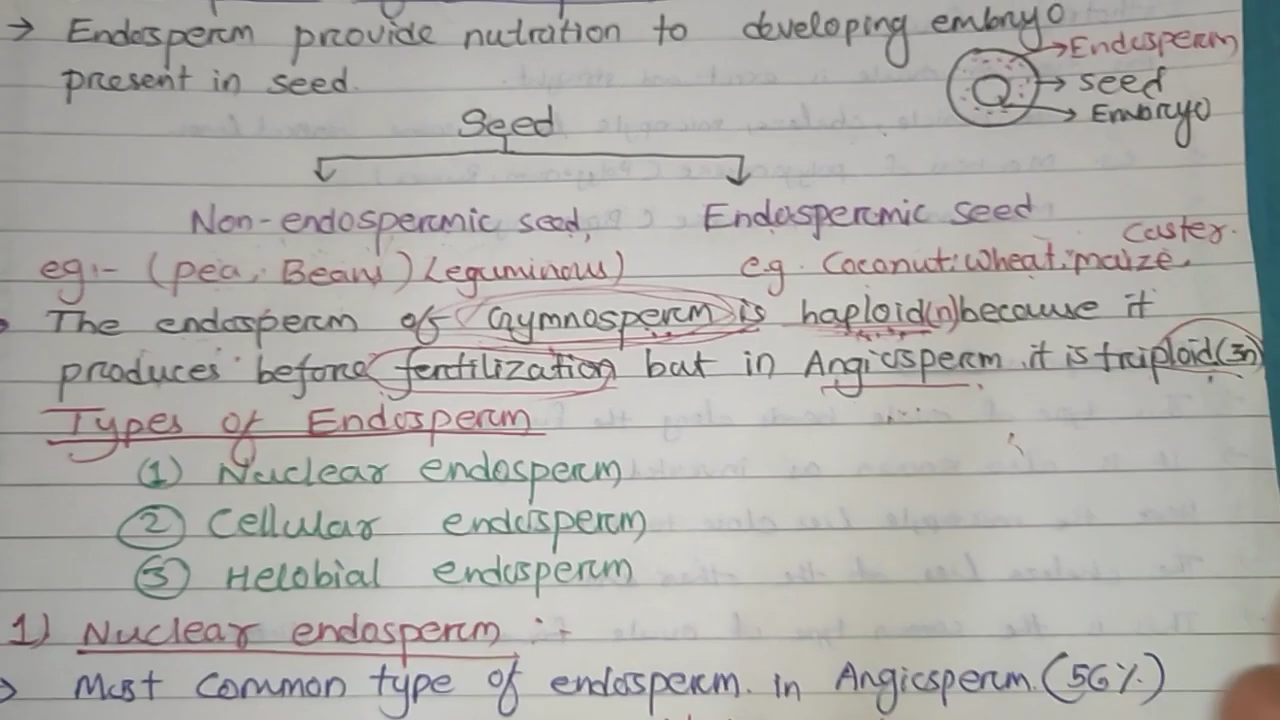 → Endosperm provide nutrition to developing embryo
present in seed.
→Endosperm
→ seed
→ Embryo
Seed
Non-endospermic seed, Endospermic seed
caster.
eg:- (pea, Beans) Leguminous) e.g. Coconut, wheat, maize.
The endosperm of Gymnosperm is haploid(n) because it
produces before fertilization but in Angiosperm it is triploid(3n)
Types of Endosperm
(1) Nuclear endosperm
(2) Cellular endosperm
(3) Helobial endosperm
1) Nuclear endosperm :-
Most common type of endosperm in Angiosperm. (56%)